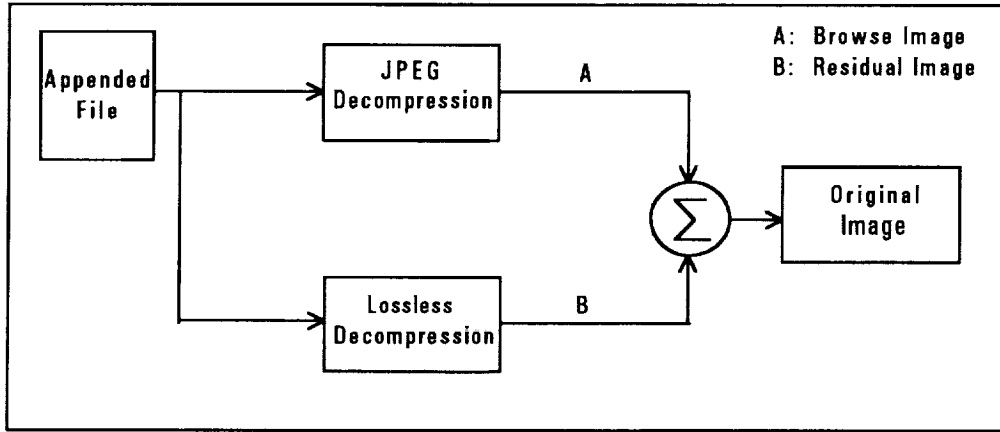 A: Browse Image
B: Residual Image
Appended
File
JPEG
Decompression
A
Σ
Original
Image
Lossless
Decompression
B